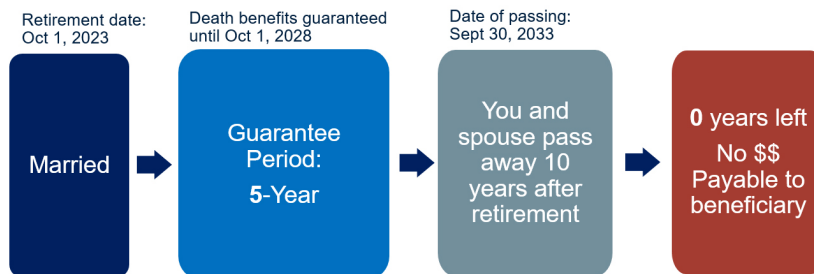 Retirement date:
Oct 1, 2023
Death benefits guaranteed
until Oct 1, 2028
Date of passing:
Sept 30, 2033
Married
Guarantee
Period:
5-Year
You and
spouse pass
away 10
years after
retirement
0 years left
No $$
Payable to
beneficiary